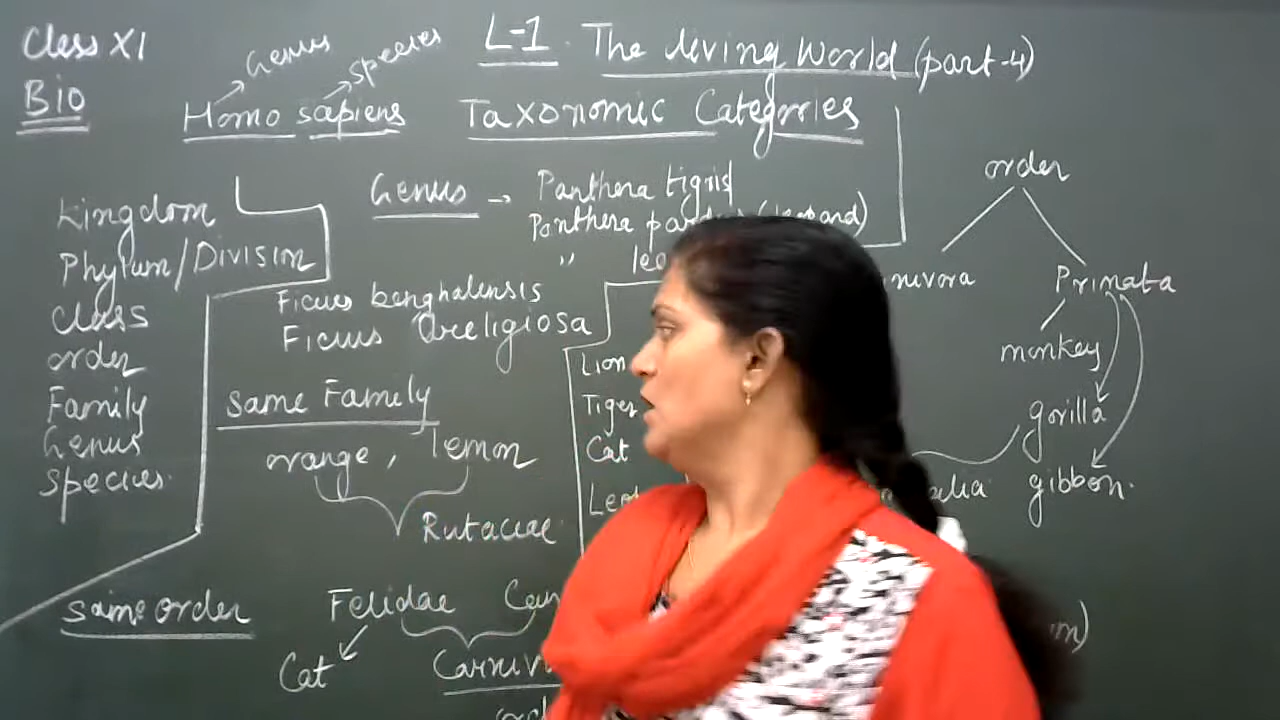 Class XI
Bio
Genus
species
Homo sapiens
L-1. The living World (part-4)
Taxonomic Categories
Kingdom
Phylum/Division
Class
order
Family
Genus
species.
Genus → Panthera tigris
Panthera
"
Ficus benghalensis
Ficus religiosa
same Family
orange, lemon
Rutaceae
same order
Felidae
Cat
order
Primata
monkey
gorilla
gibbon.
Lion
Tiger
Cat